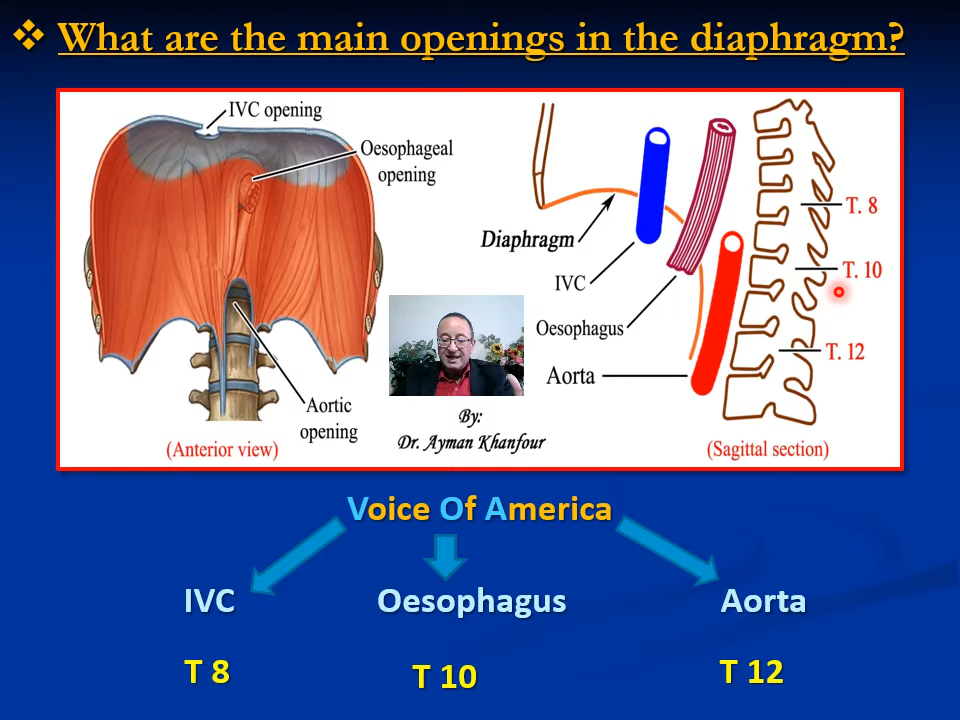 What are the main openings in the diaphragm?
IVC opening
Oesophageal
opening
Aortic
opening
(Anterior view)
Diaphragm
IVC
Oesophagus
Aorta
T. 8
T. 10
T. 12
(Sagittal section)
By:
Dr. Ayman Khanfour
Voice Of America
IVC Oesophagus Aorta
T 8 T 10 T 12